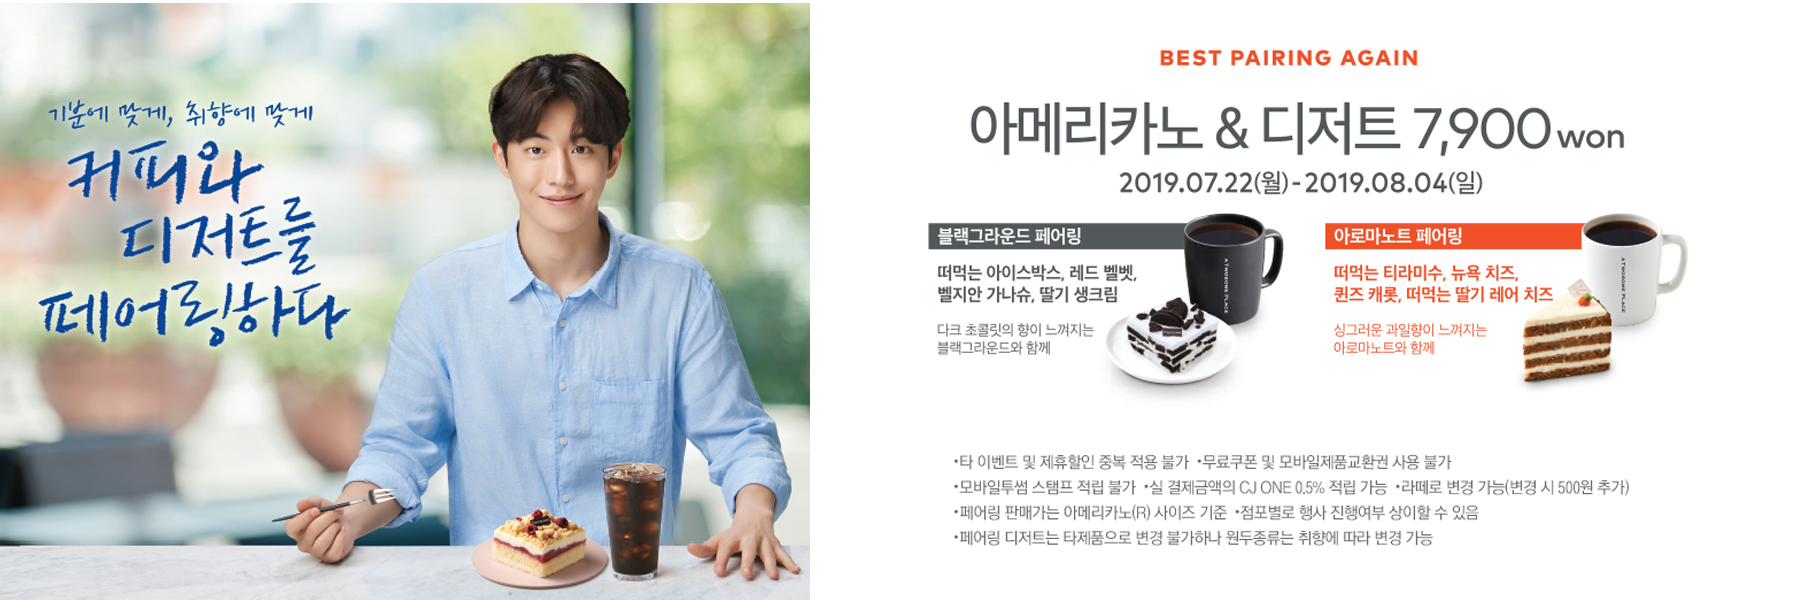 기분에 맞게, 취향에 맞게
커피와
디저트를
페어링하다
BEST PAIRING AGAIN
아메리카노 & 디저트 7,900 won
2019.07.22(월)-2019.08.04(일)
블랙그라운드 페어링
떠먹는 아이스박스, 레드 벨벳,
벨지안 가나슈, 딸기 생크림
다크 초콜릿의 향이 느껴지는
블랙그라운드와 함께
A TWOSOME PLACE
아로마노트 페어링
떠먹는 티라미수, 뉴욕 치즈,
퀸즈 캐롯, 떠먹는 딸기 레어 치즈
싱그러운 과일향이 느껴지는
아로마노트와 함께
A TWOSOME PLACE
•타 이벤트 및 제휴할인 중복 적용 불가 •무료쿠폰 및 모바일제품교환권 사용 불가
•모바일투썸 스탬프 적립 불가 •실 결제금액의 CJ ONE 0.5% 적립 가능 •라떼로 변경 가능(변경 시 500원 추가)
•페어링 판매가는 아메리카노(R) 사이즈 기준 •점포별로 행사 진행여부 상이할 수 있음
•페어링 디저트는 타제품으로 변경 불가하나 원두종류는 취향에 따라 변경 가능